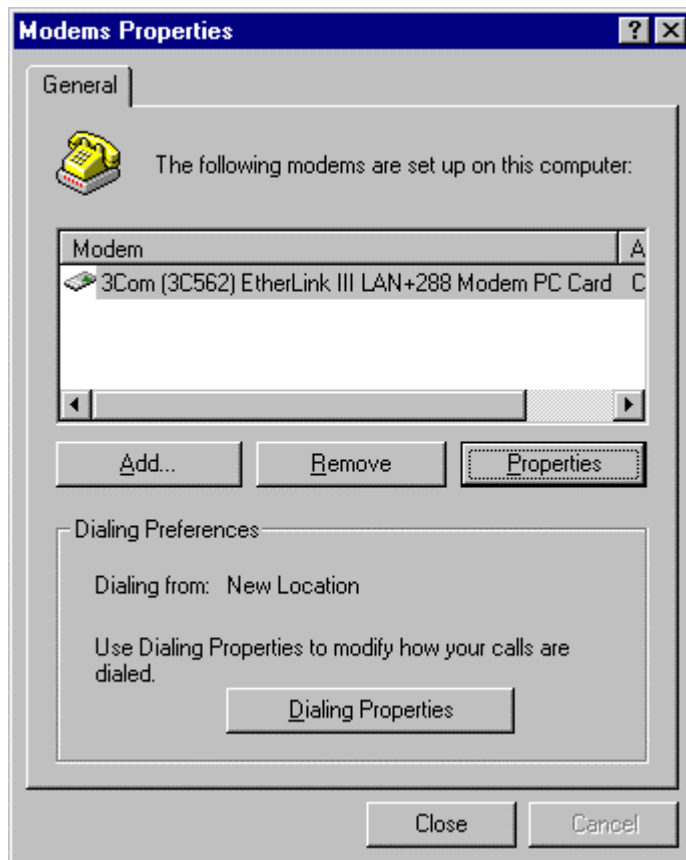 Modems Properties
General
The following modems are set up on this computer:
Modem A
3Com (3C562) EtherLink III LAN+288 Modem PC Card C
Add... Remove Properties
Dialing Preferences
Dialing from: New Location
Use Dialing Properties to modify how your calls are
dialed.
Dialing Properties
Close Cancel